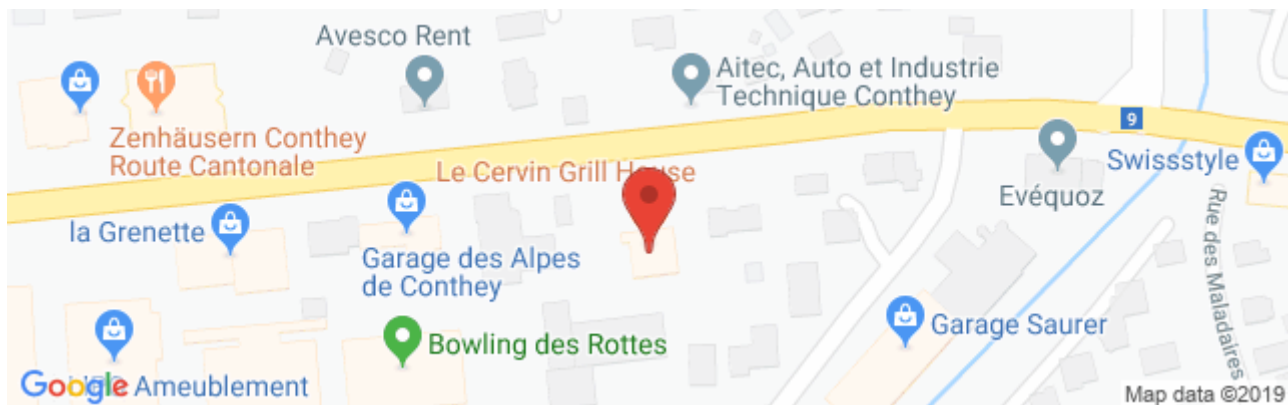 Avesco Rent
Aitec, Auto et Industrie
Technique Conthey
9
Zenhäusern Conthey
Route Cantonale
Le Cervin Grill House
Swissstyle
Evéquoz
la Grenette
Garage des Alpes
de Conthey
Rue des Maladaires
Garage Saurer
Bowling des Rottes
Google
Ameublement
Map data ©2019